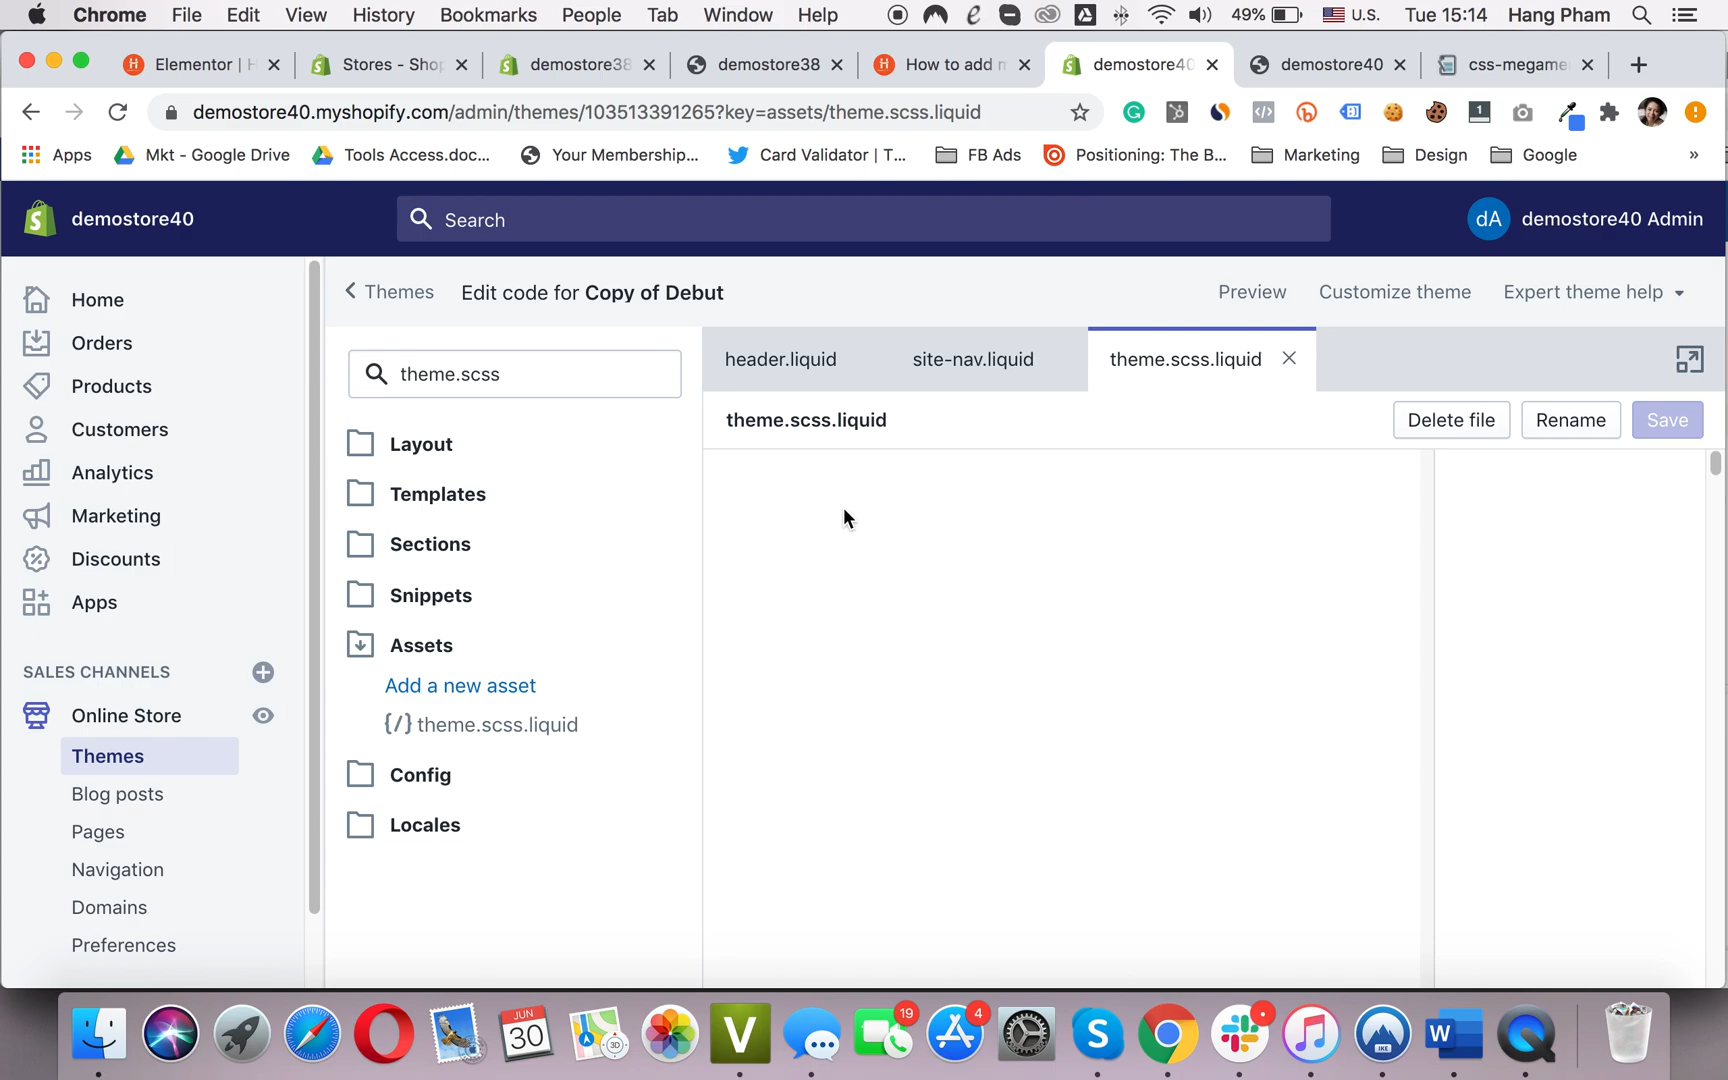 Chrome File Edit View History Bookmarks People Tab Window Help 49% U.S. Tue 15:14 Hang Pham
Elementor | H Stores - Shop demostore38 demostore38 How to add m demostore40 demostore40 css-megame
demostore40.myshopify.com/admin/themes/103513391265?key=assets/theme.scss.liquid
Apps Mkt - Google Drive Tools Access.doc... Your Membership... Card Validator | T... FB Ads Positioning: The B... Marketing Design Google »
demostore40 Search dA demostore40 Admin
Home
Orders
Products
Customers
Analytics
Marketing
Discounts
Apps
SALES CHANNELS
Online Store
Themes
Blog posts
Pages
Navigation
Domains
Preferences
Themes Edit code for Copy of Debut Preview Customize theme Expert theme help
theme.scss
Layout
Templates
Sections
Snippets
Assets
Add a new asset
{/} theme.scss.liquid
Config
Locales
header.liquid site-nav.liquid theme.scss.liquid
theme.scss.liquid Delete file Rename Save
JUN
30
3D
V
19
4
S
W
IKE